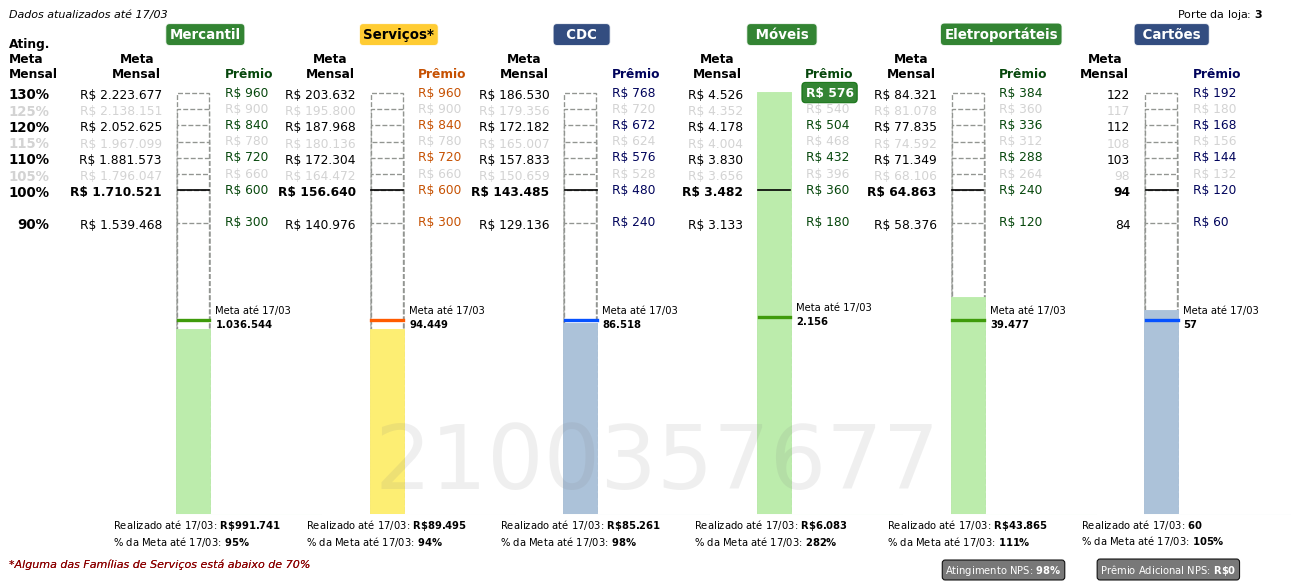 Dados atualizados até 17/03
Porte da loja: 3
Mercantil
Serviços*
CDC
Móveis
Eletroportáteis
Cartões
Ating.
Meta
Mensal
Meta
Mensal
Prêmio
Meta
Mensal
Prêmio
Meta
Mensal
Prêmio
Meta
Mensal
Prêmio
Meta
Mensal
Prêmio
Meta
Mensal
Prêmio
130% R$ 2.223.677 R$ 960 R$ 203.632 R$ 960 R$ 186.530 R$ 768 R$ 4.526 R$ 576 R$ 84.321 R$ 384 122 R$ 192
125% R$ 2.138.151 R$ 900 R$ 195.800 R$ 900 R$ 179.356 R$ 720 R$ 4.352 R$ 540 R$ 81.078 R$ 360 117 R$ 180
120% R$ 2.052.625 R$ 840 R$ 187.968 R$ 840 R$ 172.182 R$ 672 R$ 4.178 R$ 504 R$ 77.835 R$ 336 112 R$ 168
115% R$ 1.967.099 R$ 780 R$ 180.136 R$ 780 R$ 165.007 R$ 624 R$ 4.004 R$ 468 R$ 74.592 R$ 312 108 R$ 156
110% R$ 1.881.573 R$ 720 R$ 172.304 R$ 720 R$ 157.833 R$ 576 R$ 3.830 R$ 432 R$ 71.349 R$ 288 103 R$ 144
105% R$ 1.796.047 R$ 660 R$ 164.472 R$ 660 R$ 150.659 R$ 528 R$ 3.656 R$ 396 R$ 68.106 R$ 264 98 R$ 132
100% R$ 1.710.521 R$ 600 R$ 156.640 R$ 600 R$ 143.485 R$ 480 R$ 3.482 R$ 360 R$ 64.863 R$ 240 94 R$ 120
90% R$ 1.539.468 R$ 300 R$ 140.976 R$ 300 R$ 129.136 R$ 240 R$ 3.133 R$ 180 R$ 58.376 R$ 120 84 R$ 60
Meta até 17/03
1.036.544
Meta até 17/03
94.449
Meta até 17/03
86.518
Meta até 17/03
2.156
Meta até 17/03
39.477
Meta até 17/03
57
2100357677
Realizado até 17/03: R$991.741
% da Meta até 17/03: 95%
Realizado até 17/03: R$89.495
% da Meta até 17/03: 94%
Realizado até 17/03: R$85.261
% da Meta até 17/03: 98%
Realizado até 17/03: R$6.083
% da Meta até 17/03: 282%
Realizado até 17/03: R$43.865
% da Meta até 17/03: 111%
Realizado até 17/03: 60
% da Meta até 17/03: 105%
*Alguma das Famílias de Serviços está abaixo de 70%
Atingimento NPS: 98%
Prêmio Adicional NPS: R$0